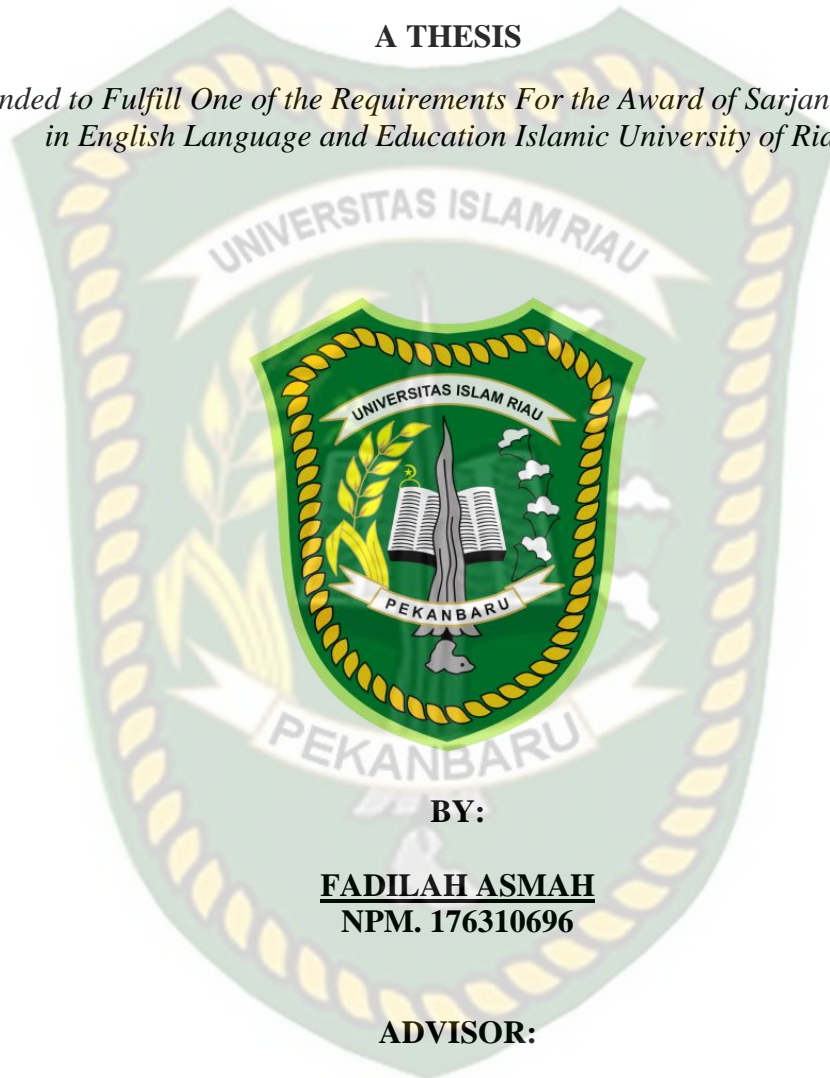 A THESIS
nded to Fulfill One of the Requirements For the Award of Sarjan
in English Language and Education Islamic University of Ria
UNIVERSITAS ISLAM RIAU
UNIVERSITAS ISLAM RIAU
PEKANBARU
PEKANBARU
BY:
FADILAH ASMAH
NPM. 176310696
ADVISOR: